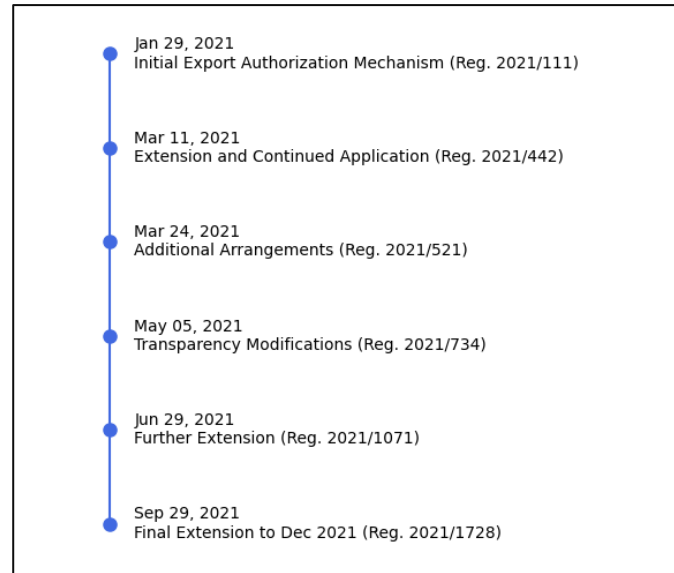 Jan 29, 2021
Initial Export Authorization Mechanism (Reg. 2021/111)
Mar 11, 2021
Extension and Continued Application (Reg. 2021/442)
Mar 24, 2021
Additional Arrangements (Reg. 2021/521)
May 05, 2021
Transparency Modifications (Reg. 2021/734)
Jun 29, 2021
Further Extension (Reg. 2021/1071)
Sep 29, 2021
Final Extension to Dec 2021 (Reg. 2021/1728)